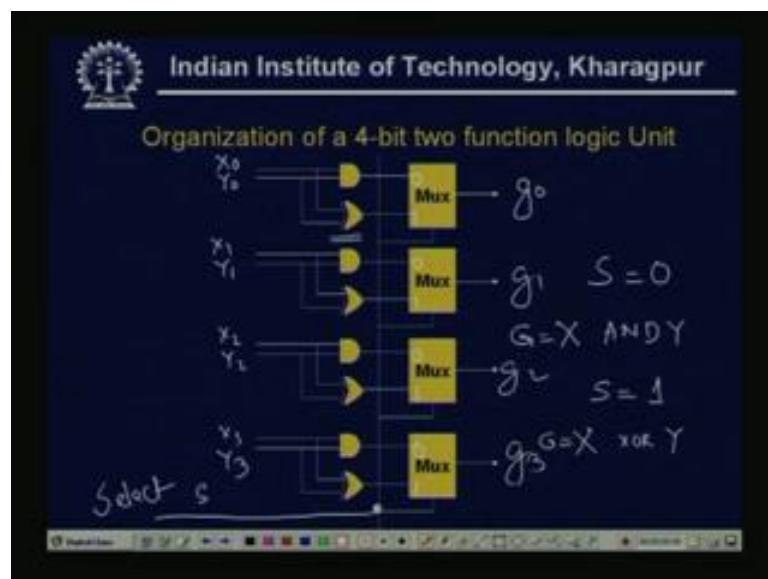 Indian Institute of Technology, Kharagpur
Organization of a 4-bit two function logic Unit
X0
Y0
Mux
g0
X1
Y1
Mux
g1
S=0
G=X AND Y
X2
Y2
Mux
g2
S=1
X3
Y3
Mux
g3
G=X XOR Y
Select s